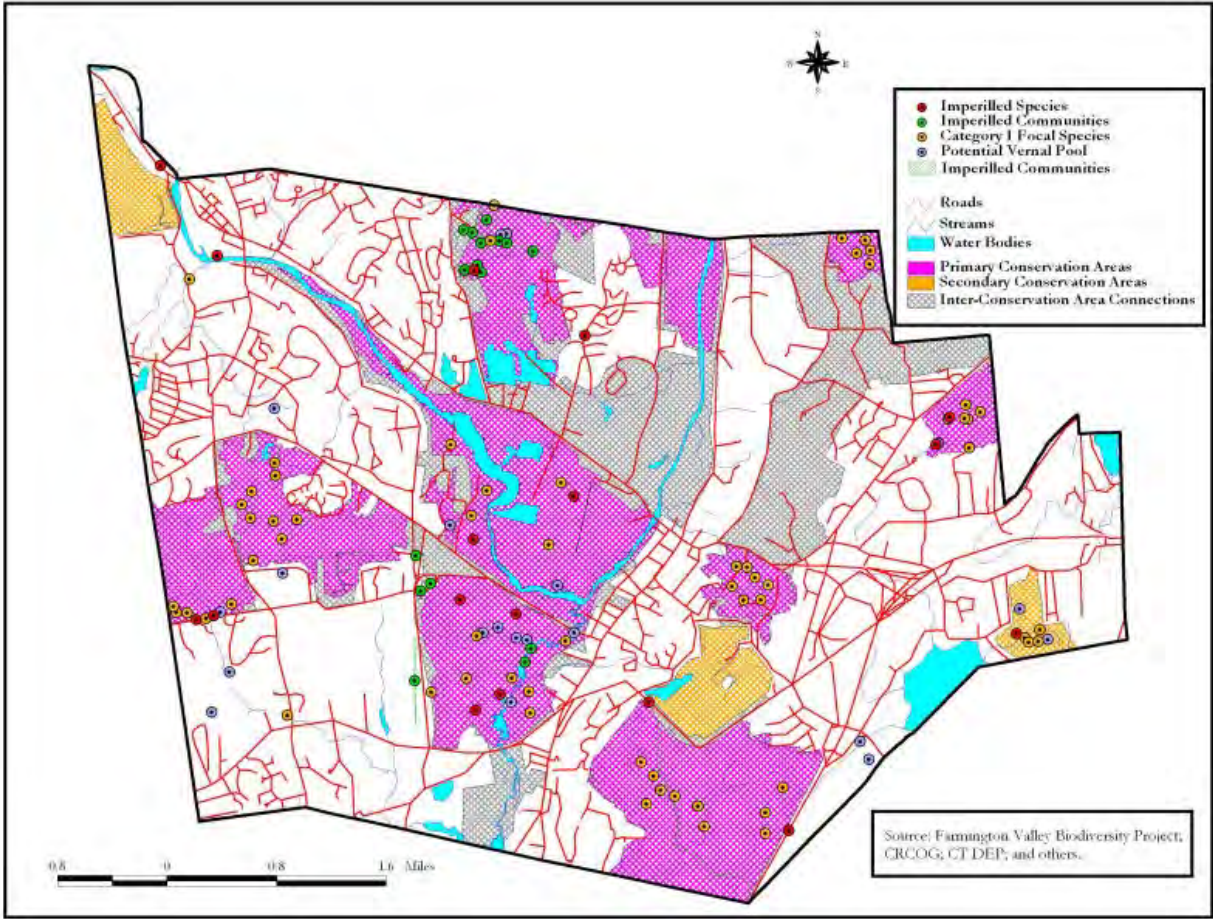 N
E
S
Imperilled Species
Imperilled Communities
Category I Focal Species
Potential Vernal Pool
Imperilled Communities
Roads
Streams
Water Bodies
Primary Conservation Areas
Secondary Conservation Areas
Inter-Conservation Area Connections
0.8 0 0.8 1.6 Miles
Source: Farmington Valley Biodiversity Project;
CRCOG; CT DEP; and others.